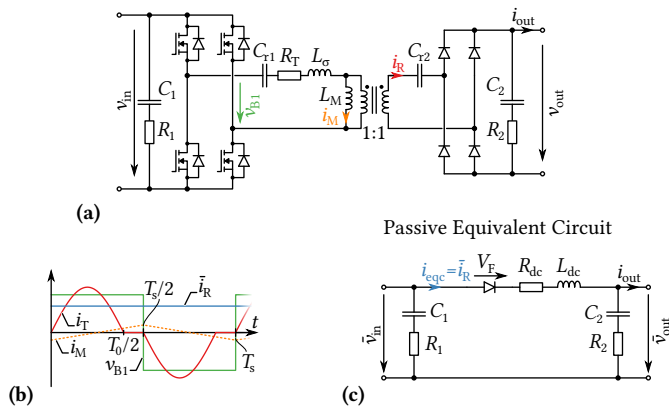 C_r1 R_T L_σ i_R C_r2 i_out
v_in C_1 v_B1 L_M C_2 v_out
R_1 i_M R_2
1:1
(a)
Passive Equivalent Circuit
T_s/2 i̅_R t
i_T
i_M T_0/2 v_B1 T_s
(b)
i_eqc=i̅_R V_F R_dc L_dc i_out
v̅_in C_1 C_2 v̅_out
R_1 R_2
(c)